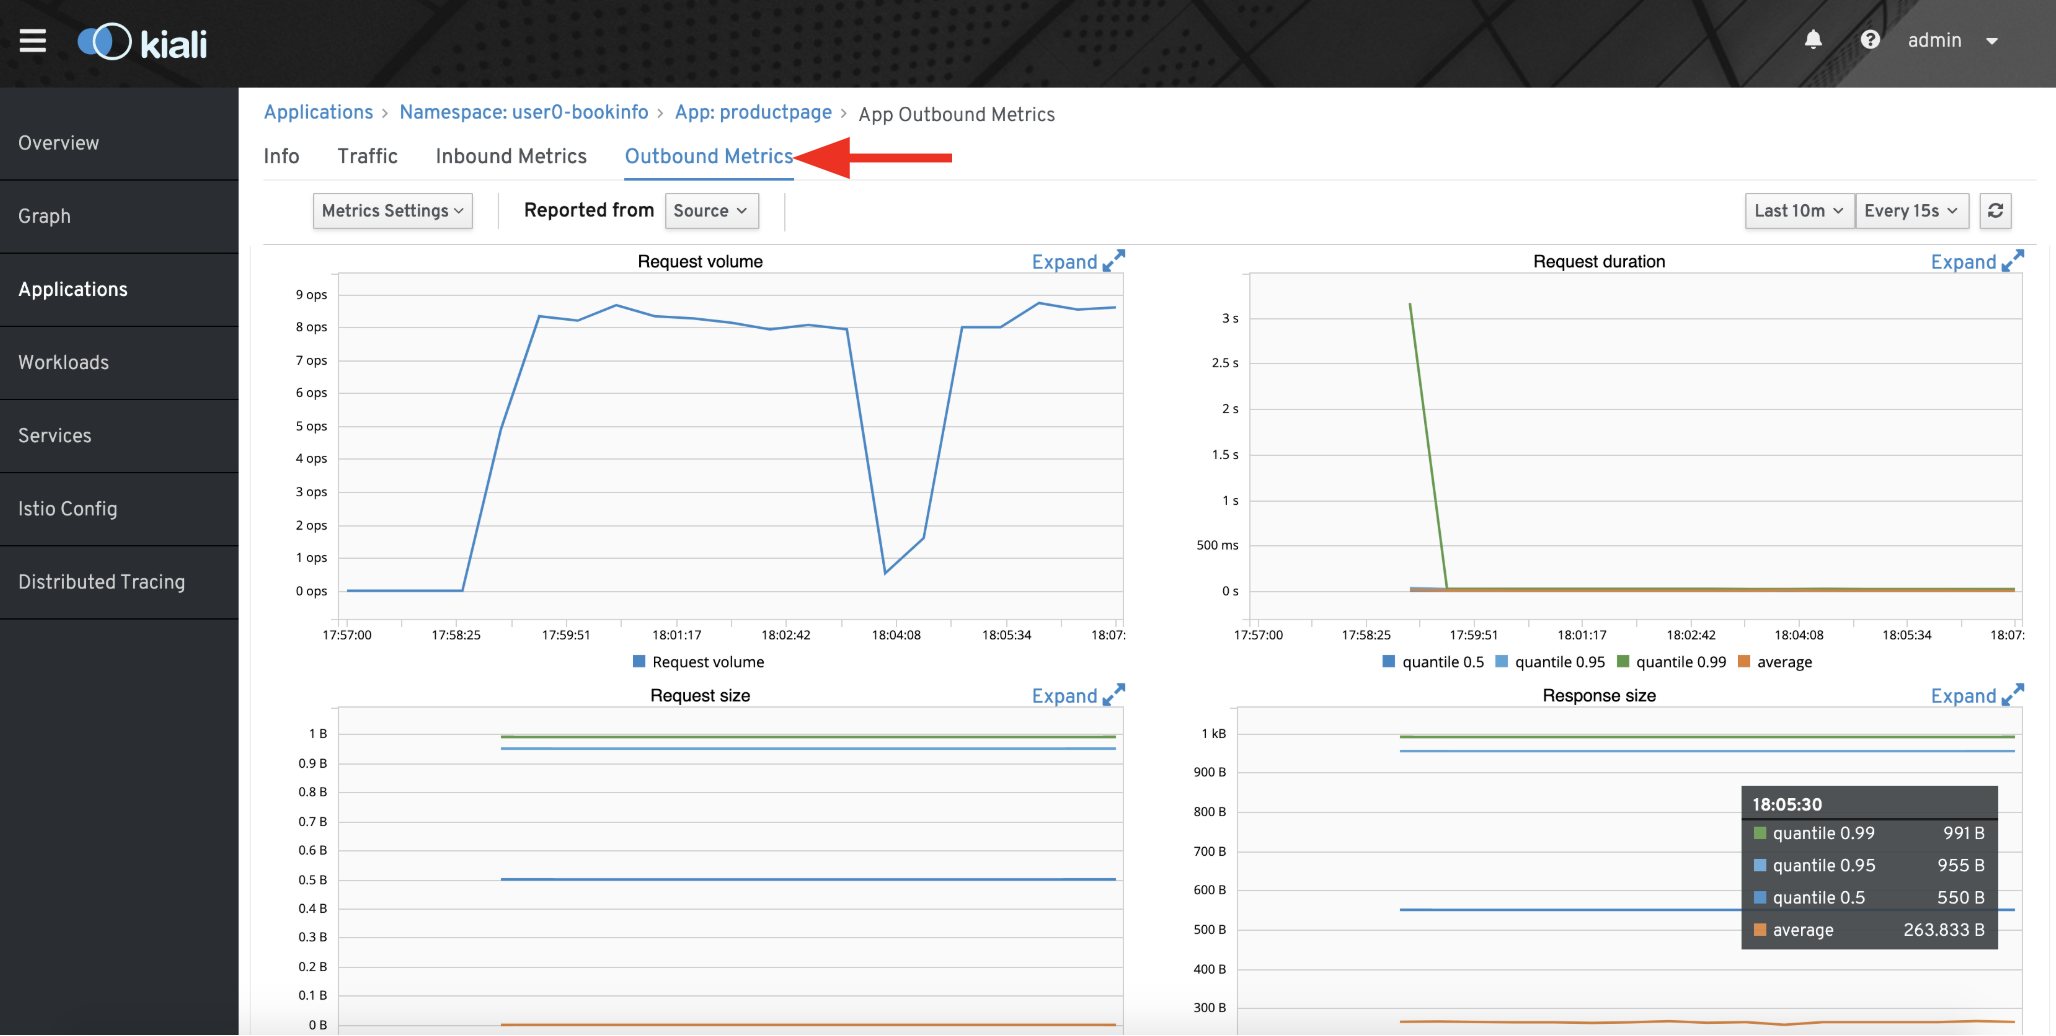 kiali
admin
Overview
Graph
Applications
Workloads
Services
Istio Config
Distributed Tracing
Applications > Namespace: user0-bookinfo > App: productpage > App Outbound Metrics
Info Traffic Inbound Metrics Outbound Metrics
Metrics Settings Reported from Source Last 10m Every 15s
Request volume Expand
9 ops
8 ops
7 ops
6 ops
5 ops
4 ops
3 ops
2 ops
1 ops
0 ops
17:57:00 17:58:25 17:59:51 18:01:17 18:02:42 18:04:08 18:05:34 18:07:
Request volume
Request duration Expand
3 s
2.5 s
2 s
1.5 s
1 s
500 ms
0 s
17:57:00 17:58:25 17:59:51 18:01:17 18:02:42 18:04:08 18:05:34 18:07:
quantile 0.5 quantile 0.95 quantile 0.99 average
Request size Expand
1 B
0.9 B
0.8 B
0.7 B
0.6 B
0.5 B
0.4 B
0.3 B
0.2 B
0.1 B
0 B
Response size Expand
1 kB
900 B
800 B
700 B
600 B
500 B
400 B
300 B
18:05:30
quantile 0.99 991 B
quantile 0.95 955 B
quantile 0.5 550 B
average 263.833 B